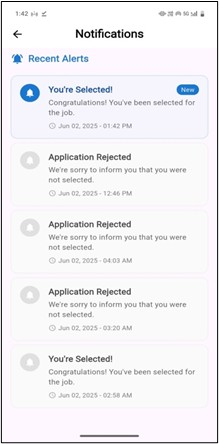 1:42
Notifications
Recent Alerts
You're Selected!
New
Congratulations! You've been selected for
the job.
Jun 02, 2025 - 01:42 PM
Application Rejected
We're sorry to inform you that you were
not selected.
Jun 02, 2025 - 12:46 PM
Application Rejected
We're sorry to inform you that you were
not selected.
Jun 02, 2025 - 04:03 AM
Application Rejected
We're sorry to inform you that you were
not selected.
Jun 02, 2025 - 03:20 AM
You're Selected!
Congratulations! You've been selected for
the job.
Jun 02, 2025 - 02:58 AM